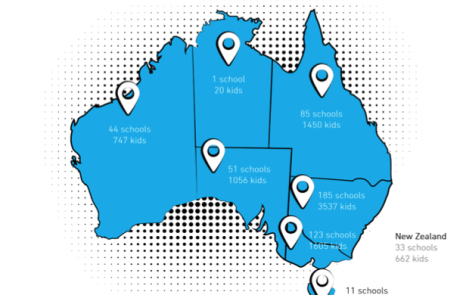 1 school
20 kids
85 schools
1450 kids
44 schools
747 kids
51 schools
1056 kids
185 schools
3537 kids
123 schools
1605 kids
New Zealand
33 schools
662 kids
11 schools